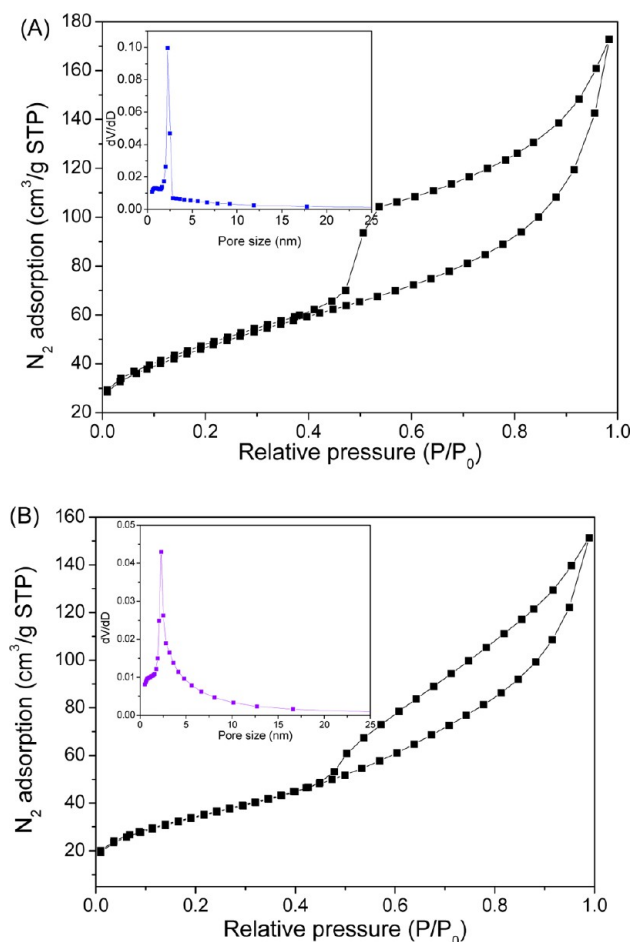 (A)
180
160
140
120
100
80
60
40
20
N₂ adsorption (cm³/g STP)
0.0 0.2 0.4 0.6 0.8 1.0
Relative pressure (P/P₀)
0.10
0.08
0.06
0.04
0.02
0.00
dV/dD
0 5 10 15 20 25
Pore size (nm)
(B)
160
140
120
100
80
60
40
20
N₂ adsorption (cm³/g STP)
0.0 0.2 0.4 0.6 0.8 1.0
Relative pressure (P/P₀)
0.05
0.04
0.03
0.02
0.01
0.00
dV/dD
0 5 10 15 20 25
Pore size (nm)